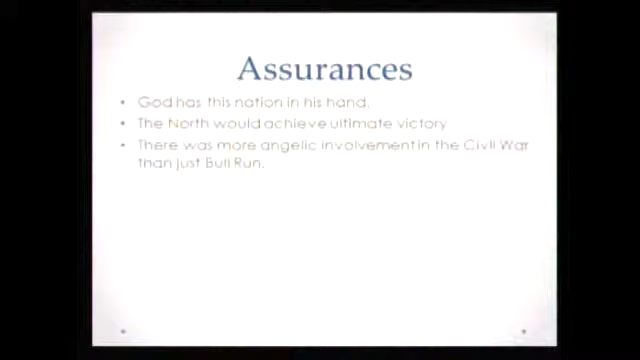 Assurances
• God has this nation in his hand.
• The North would achieve ultimate victory
• There was more angelic involvement in the Civil War
than just Bull Run.